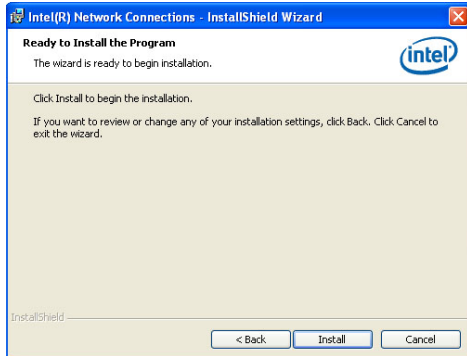 Intel(R) Network Connections - InstallShield Wizard
Ready to Install the Program
The wizard is ready to begin installation.
intel
Click Install to begin the installation.
If you want to review or change any of your installation settings, click Back. Click Cancel to
exit the wizard.
InstallShield
< Back
Install
Cancel